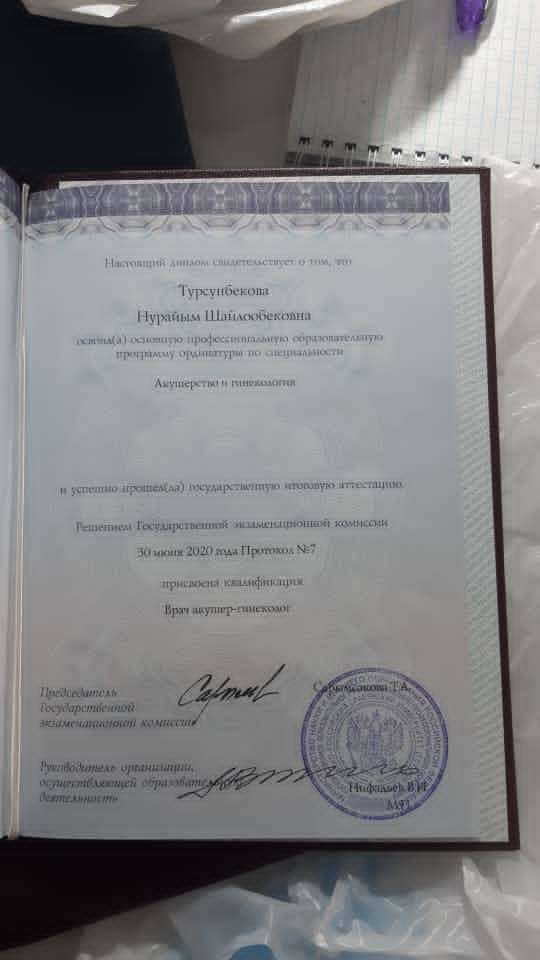 Настоящий диплом свидетельствует о том, что
Турсунбекова
Нурайым Шайлообековна
освоил(а) основную профессиональную образовательную
программу ординатуры по специальности
Акушерство и гинекология
и успешно прошел(ла) государственную итоговую аттестацию.
Решением Государственной экзаменационной комиссии
30 июня 2020 года Протокол №7
присвоена квалификация
Врач акушер-гинеколог
Председатель
Государственной
экзаменационной комиссии
Сарымсакова Т.А.
Руководитель организации,
осуществляющей образовательную
деятельность
Нифадьев В.И.
М.П.